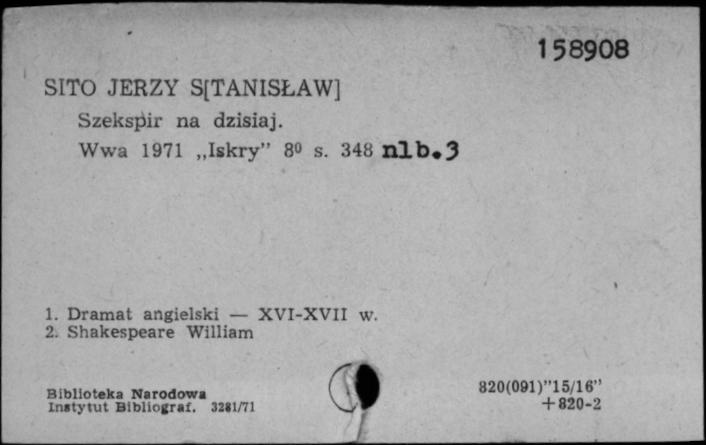 158908
SITO JERZY S[TANISŁAW]
Szekspir na dzisiaj.
Wwa 1971 „Iskry” 8⁰ s. 348 nlb.3
1. Dramat angielski — XVI-XVII w.
2. Shakespeare William
Biblioteka Narodowa
Instytut Bibliograf. 3281/71
820(091)”15/16”
+820-2